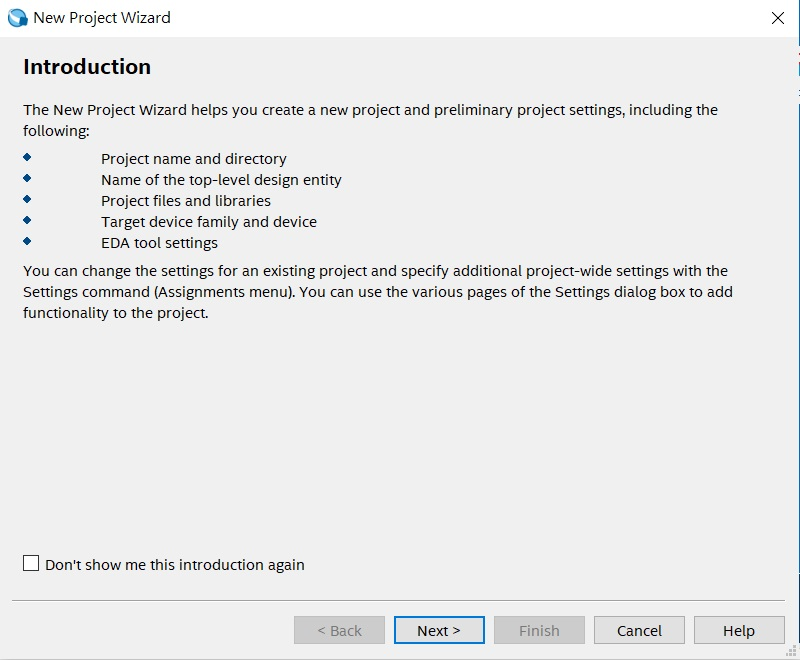 New Project Wizard
Introduction
The New Project Wizard helps you create a new project and preliminary project settings, including the
following:
Project name and directory
Name of the top-level design entity
Project files and libraries
Target device family and device
EDA tool settings
You can change the settings for an existing project and specify additional project-wide settings with the
Settings command (Assignments menu). You can use the various pages of the Settings dialog box to add
functionality to the project.
Don't show me this introduction again
< Back
Next >
Finish
Cancel
Help